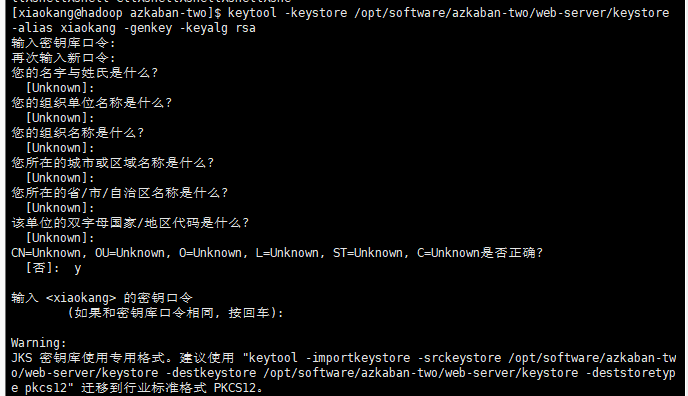 [xiaokang@hadoop azkaban-two]$ keytool -keystore /opt/software/azkaban-two/web-server/keystore
-alias xiaokang -genkey -keyalg rsa
输入密钥库口令:
再次输入新口令:
您的名字与姓氏是什么?
[Unknown]:
您的组织单位名称是什么?
[Unknown]:
您的组织名称是什么?
[Unknown]:
您所在的城市或区域名称是什么?
[Unknown]:
您所在的省/市/自治区名称是什么?
[Unknown]:
该单位的双字母国家/地区代码是什么?
[Unknown]:
CN=Unknown, OU=Unknown, O=Unknown, L=Unknown, ST=Unknown, C=Unknown是否正确?
[否]:  y
输入 <xiaokang> 的密钥口令
(如果和密钥库口令相同, 按回车):
Warning:
JKS 密钥库使用专用格式。建议使用 "keytool -importkeystore -srckeystore /opt/software/azkaban-tw
o/web-server/keystore -destkeystore /opt/software/azkaban-two/web-server/keystore -deststoretyp
e pkcs12" 迁移到行业标准格式 PKCS12。